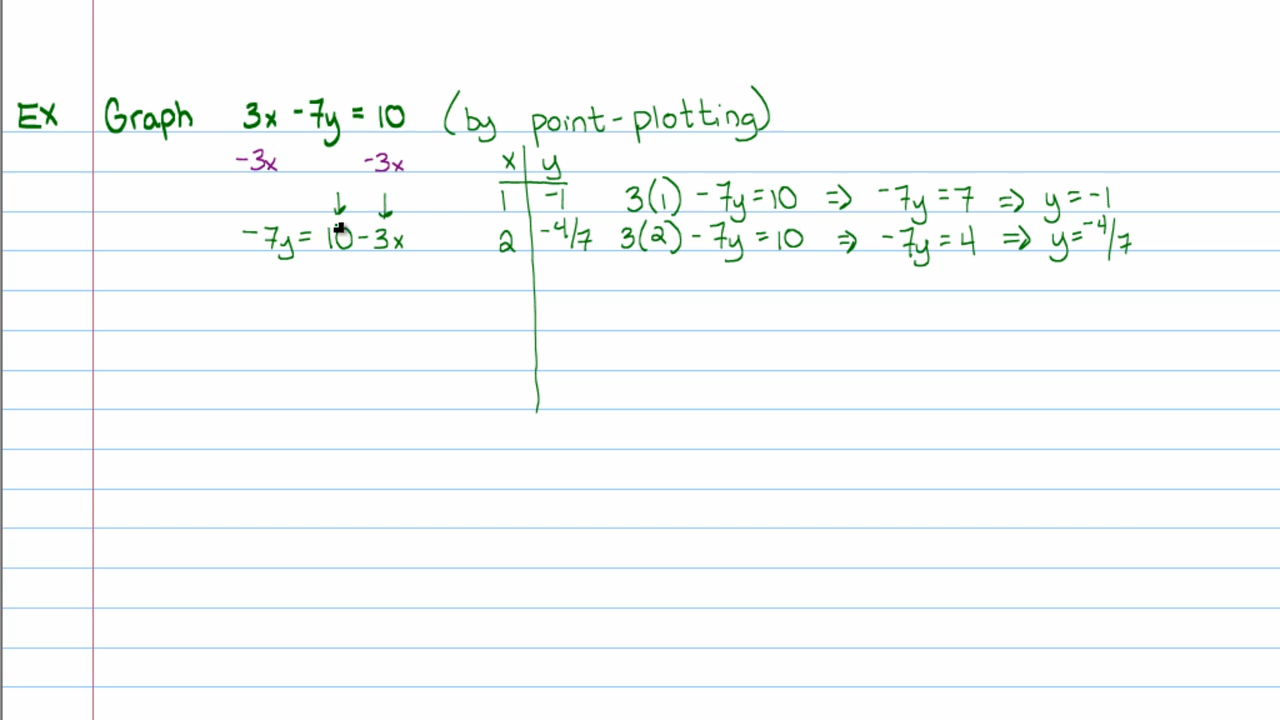 EX Graph 3x -7y = 10 (by point-plotting)
-3x -3x x y
1 -1 3(1) - 7y = 10 ⇒ -7y = 7 ⇒ y = -1
↓ ↓
-7y = 10 - 3x 2 -4/7 3(2) - 7y = 10 ⇒ -7y = 4 ⇒ y = -4/7